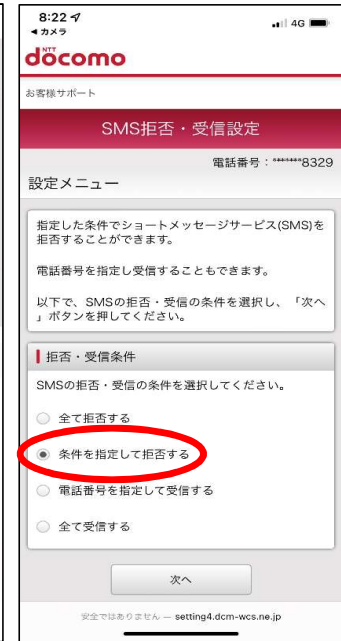 8:22
◀ カメラ
4G
NTT
döcomo
お客様サポート
SMS拒否・受信設定
電話番号：*******8329
設定メニュー
指定した条件でショートメッセージサービス(SMS)を
拒否することができます。
電話番号を指定し受信することもできます。
以下で、SMSの拒否・受信の条件を選択し、「次へ
」ボタンを押してください。
拒否・受信条件
SMSの拒否・受信の条件を選択してください。
全て拒否する
条件を指定して拒否する
電話番号を指定して受信する
全て受信する
次へ
安全ではありません — setting4.dcm-wcs.ne.jp